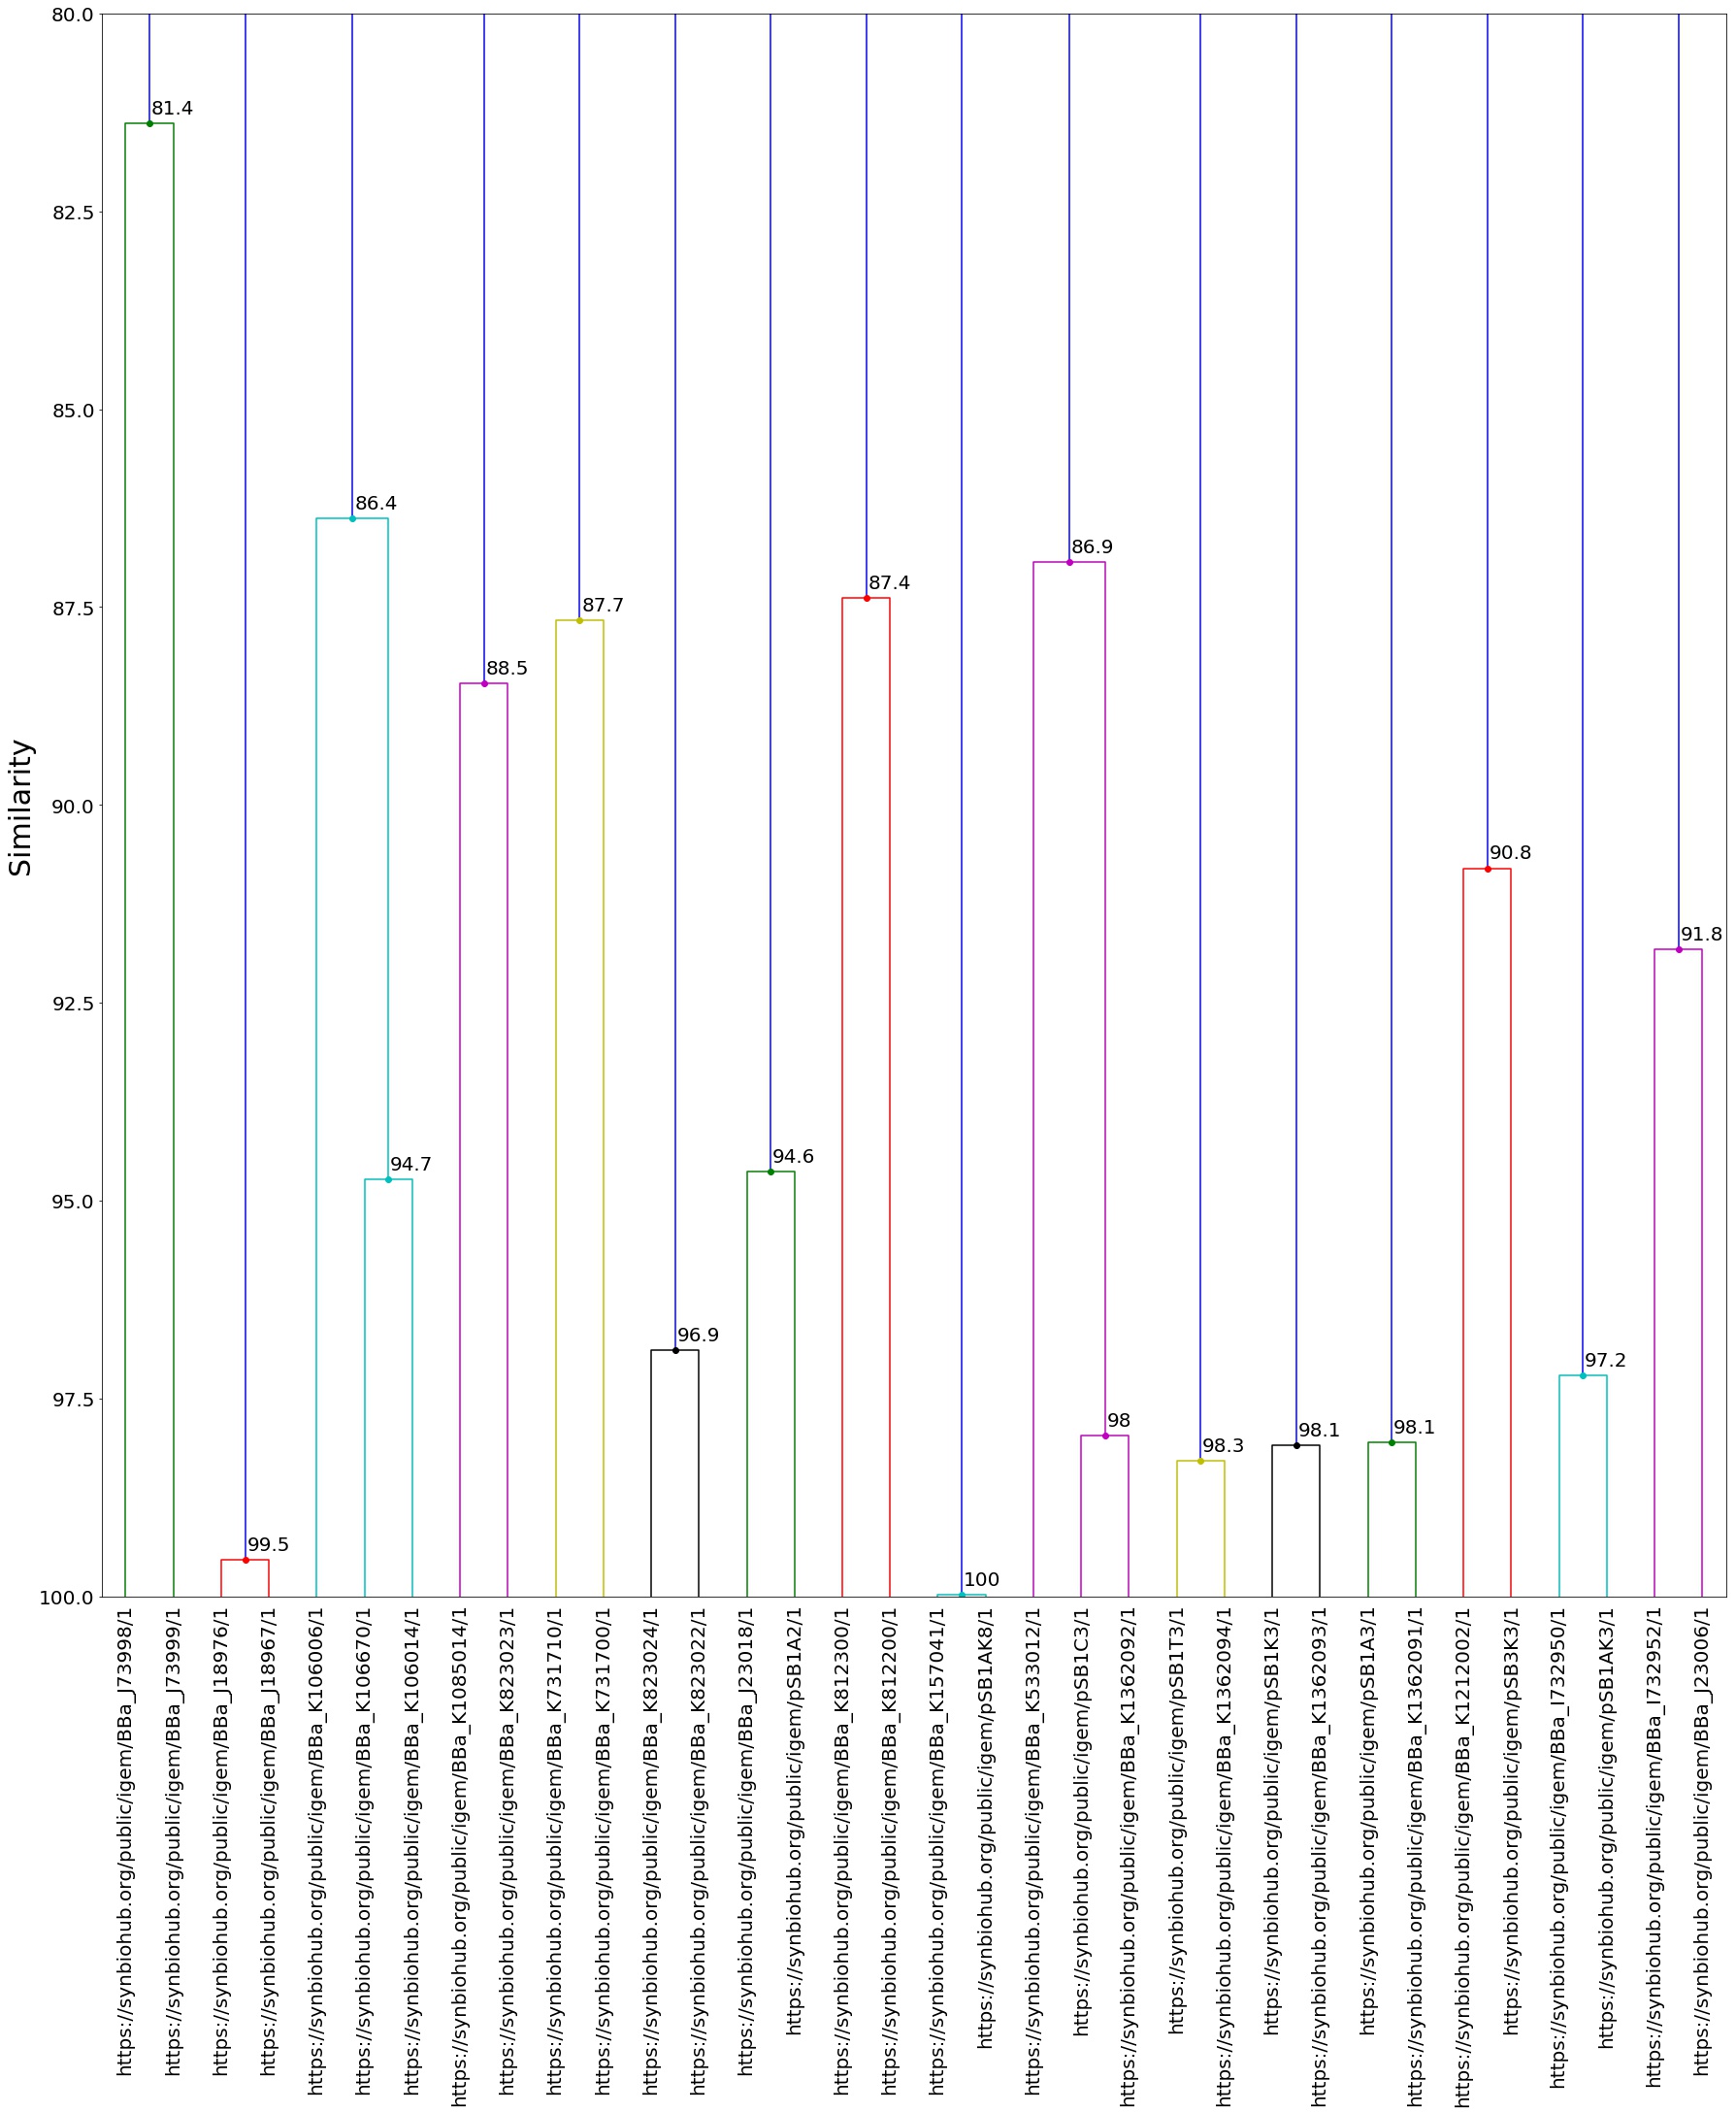 Similarity
80.0
82.5
85.0
87.5
90.0
92.5
95.0
97.5
100.0
81.4
99.5
86.4
94.7
88.5
87.7
96.9
94.6
87.4
100
86.9
98
98.3
98.1
98.1
90.8
97.2
91.8
https://synbiohub.org/public/igem/BBa_J73998/1
https://synbiohub.org/public/igem/BBa_J73999/1
https://synbiohub.org/public/igem/BBa_J18976/1
https://synbiohub.org/public/igem/BBa_J18967/1
https://synbiohub.org/public/igem/BBa_K106006/1
https://synbiohub.org/public/igem/BBa_K106670/1
https://synbiohub.org/public/igem/BBa_K106014/1
https://synbiohub.org/public/igem/BBa_K1085014/1
https://synbiohub.org/public/igem/BBa_K823023/1
https://synbiohub.org/public/igem/BBa_K731710/1
https://synbiohub.org/public/igem/BBa_K731700/1
https://synbiohub.org/public/igem/BBa_K823024/1
https://synbiohub.org/public/igem/BBa_K823022/1
https://synbiohub.org/public/igem/BBa_J23018/1
https://synbiohub.org/public/igem/pSB1A2/1
https://synbiohub.org/public/igem/BBa_K812300/1
https://synbiohub.org/public/igem/BBa_K812200/1
https://synbiohub.org/public/igem/BBa_K157041/1
https://synbiohub.org/public/igem/pSB1AK8/1
https://synbiohub.org/public/igem/BBa_K533012/1
https://synbiohub.org/public/igem/pSB1C3/1
https://synbiohub.org/public/igem/BBa_K1362092/1
https://synbiohub.org/public/igem/pSB1T3/1
https://synbiohub.org/public/igem/BBa_K1362094/1
https://synbiohub.org/public/igem/pSB1K3/1
https://synbiohub.org/public/igem/BBa_K1362093/1
https://synbiohub.org/public/igem/pSB1A3/1
https://synbiohub.org/public/igem/BBa_K1362091/1
https://synbiohub.org/public/igem/BBa_K1212002/1
https://synbiohub.org/public/igem/pSB3K3/1
https://synbiohub.org/public/igem/BBa_I732950/1
https://synbiohub.org/public/igem/pSB1AK3/1
https://synbiohub.org/public/igem/BBa_I732952/1
https://synbiohub.org/public/igem/BBa_J23006/1